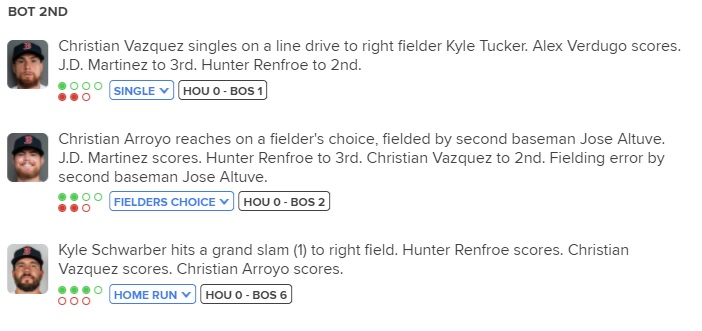 BOT 2ND
Christian Vazquez singles on a line drive to right fielder Kyle Tucker. Alex Verdugo scores.
J.D. Martinez to 3rd. Hunter Renfroe to 2nd.
SINGLE HOU 0 - BOS 1
Christian Arroyo reaches on a fielder's choice, fielded by second baseman Jose Altuve.
J.D. Martinez scores. Hunter Renfroe to 3rd. Christian Vazquez to 2nd. Fielding error by
second baseman Jose Altuve.
FIELDERS CHOICE HOU 0 - BOS 2
Kyle Schwarber hits a grand slam (1) to right field. Hunter Renfroe scores. Christian
Vazquez scores. Christian Arroyo scores.
HOME RUN HOU 0 - BOS 6